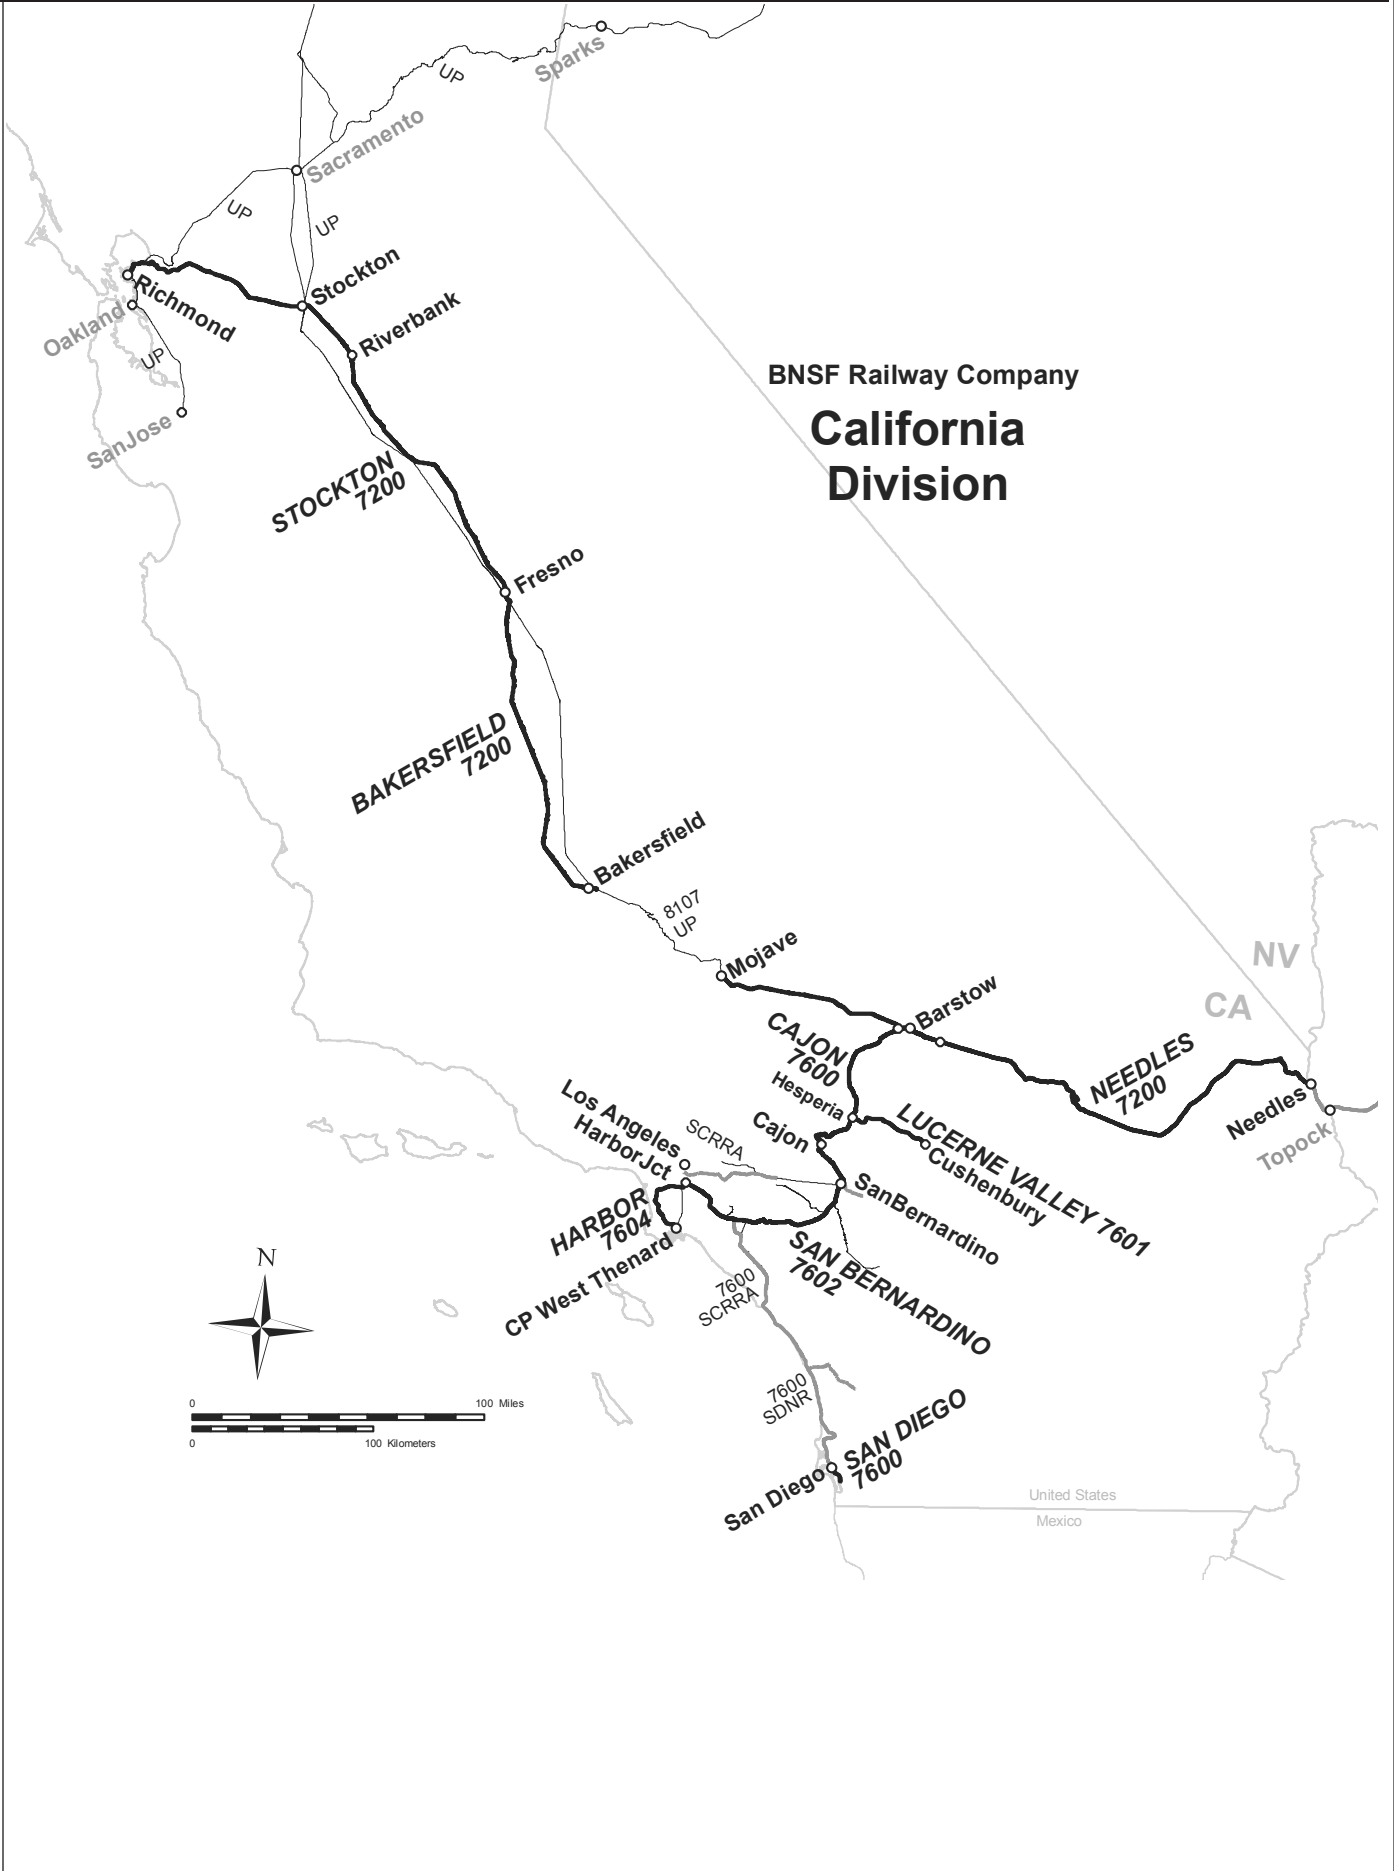 Sparks
UP
Sacramento
UP
UP
Stockton
Richmond
Oakland
Riverbank
UP
SanJose
BNSF Railway Company
California
Division
STOCKTON
7200
Fresno
BAKERSFIELD
7200
Bakersfield
8107
UP
Mojave
NV
CA
Barstow
CAJON
7600
NEEDLES
7200
Hesperia
Needles
Topock
Los Angeles
HarborJct
SCRRA
Cajon
LUCERNE VALLEY 7601
Cushenbury
SanBernardino
HARBOR
7604
CP West Thenard
SAN BERNARDINO
7602
7600
SCRRA
N
7600
SDNR
0
100 Miles
0
100 Kilometers
SAN DIEGO
7600
San Diego
United States
Mexico